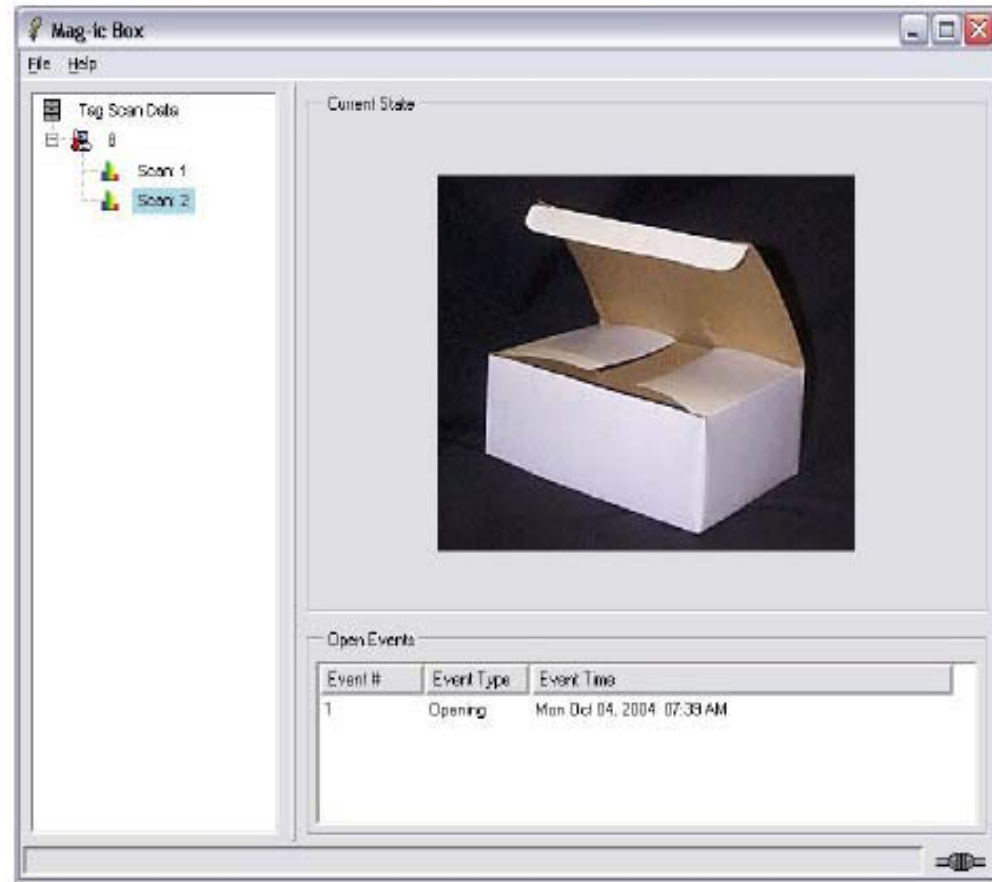 Mag-ic Box
File Help
Tag Scan Data
Scan: 1
Scan: 2
Current State
Open Events
Event # Event Type Event Time
1 Opening Mon Oct 04, 2004 07:39 AM